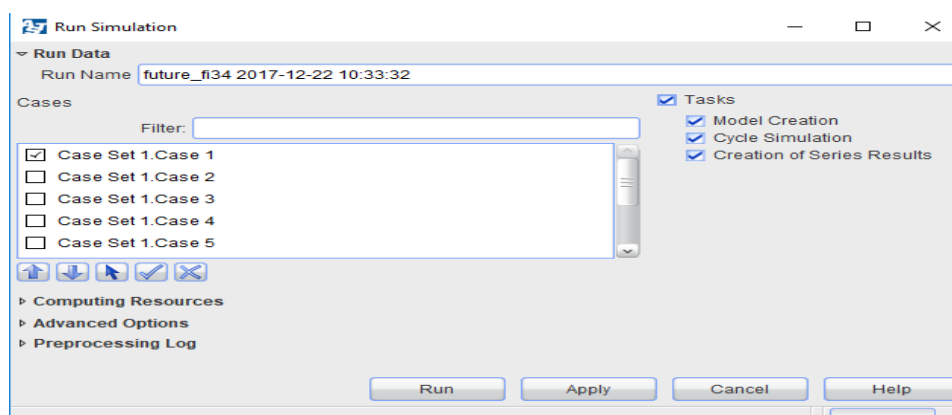 Run Simulation
Run Data
Run Name future_fi34 2017-12-22 10:33:32
Cases
Filter:
Case Set 1.Case 1
Case Set 1.Case 2
Case Set 1.Case 3
Case Set 1.Case 4
Case Set 1.Case 5
Tasks
Model Creation
Cycle Simulation
Creation of Series Results
Computing Resources
Advanced Options
Preprocessing Log
Run Apply Cancel Help